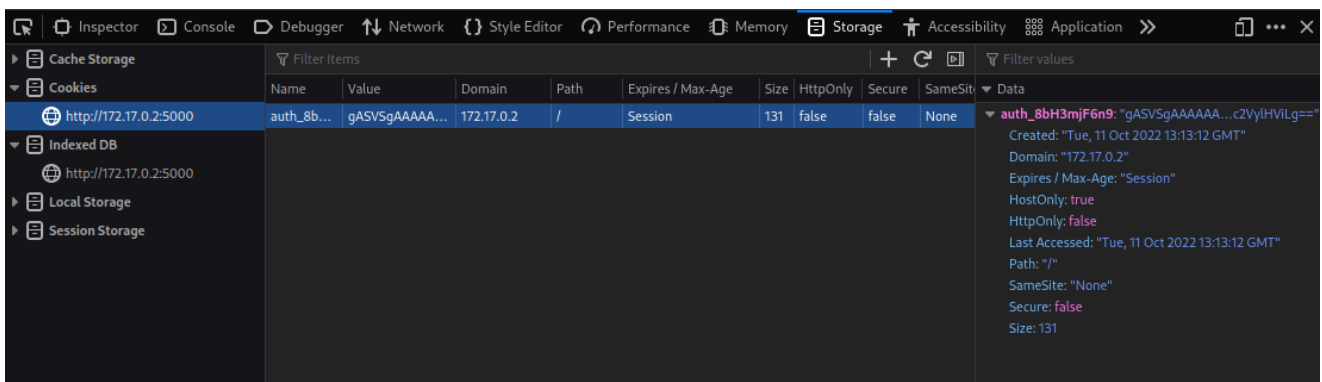 Inspector Console Debugger Network Style Editor Performance Memory Storage Accessibility Application
Cache Storage
Filter Items
Filter values
Cookies
Name Value Domain Path Expires / Max-Age Size HttpOnly Secure SameSit
Data
http://172.17.0.2:5000
auth_8b... gASVSgAAAAA... 172.17.0.2 / Session 131 false false None
auth_8bH3mjF6n9: "gASVSgAAAAAA...c2VylHViLg=="
Created: "Tue, 11 Oct 2022 13:13:12 GMT"
Indexed DB
Domain: "172.17.0.2"
http://172.17.0.2:5000
Expires / Max-Age: "Session"
Local Storage
HostOnly: true
HttpOnly: false
Session Storage
Last Accessed: "Tue, 11 Oct 2022 13:13:12 GMT"
Path: "/"
SameSite: "None"
Secure: false
Size: 131